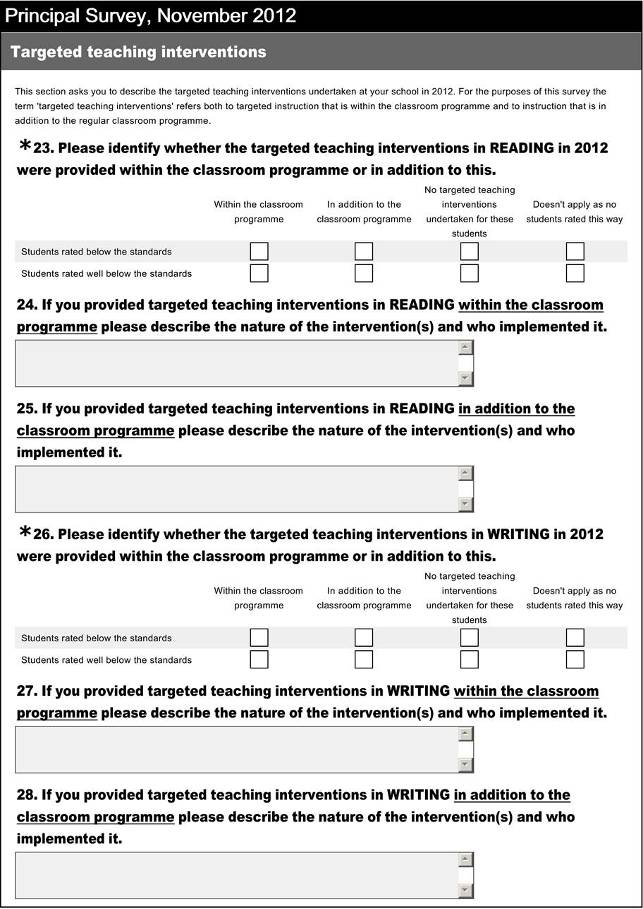 Principal Survey, November 2012
Targeted teaching interventions
This section asks you to describe the targeted teaching interventions undertaken at your school in 2012. For the purposes of this survey the
term 'targeted teaching interventions' refers both to targeted instruction that is within the classroom programme and to instruction that is in
addition to the regular classroom programme.
*23. Please identify whether the targeted teaching interventions in READING in 2012
were provided within the classroom programme or in addition to this.
Within the classroom programme
In addition to the classroom programme
No targeted teaching interventions undertaken for these students
Doesn't apply as no students rated this way
Students rated below the standards
Students rated well below the standards
24. If you provided targeted teaching interventions in READING within the classroom
programme please describe the nature of the intervention(s) and who implemented it.
25. If you provided targeted teaching interventions in READING in addition to the
classroom programme please describe the nature of the intervention(s) and who
implemented it.
*26. Please identify whether the targeted teaching interventions in WRITING in 2012
were provided within the classroom programme or in addition to this.
Within the classroom programme
In addition to the classroom programme
No targeted teaching interventions undertaken for these students
Doesn't apply as no students rated this way
Students rated below the standards
Students rated well below the standards
27. If you provided targeted teaching interventions in WRITING within the classroom
programme please describe the nature of the intervention(s) and who implemented it.
28. If you provided targeted teaching interventions in WRITING in addition to the
classroom programme please describe the nature of the intervention(s) and who
implemented it.